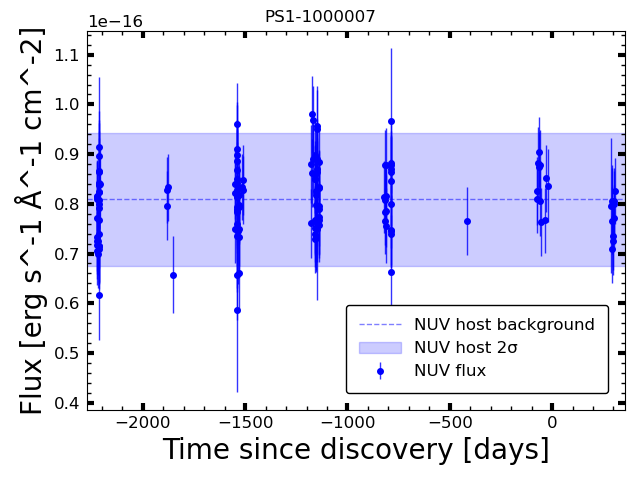 PS1-1000007
1e−16
Flux [erg s^-1 Å^-1 cm^-2]
1.1
1.0
0.9
0.8
0.7
0.6
0.5
0.4
NUV host background
NUV host 2σ
NUV flux
−2000 −1500 −1000 −500 0
Time since discovery [days]